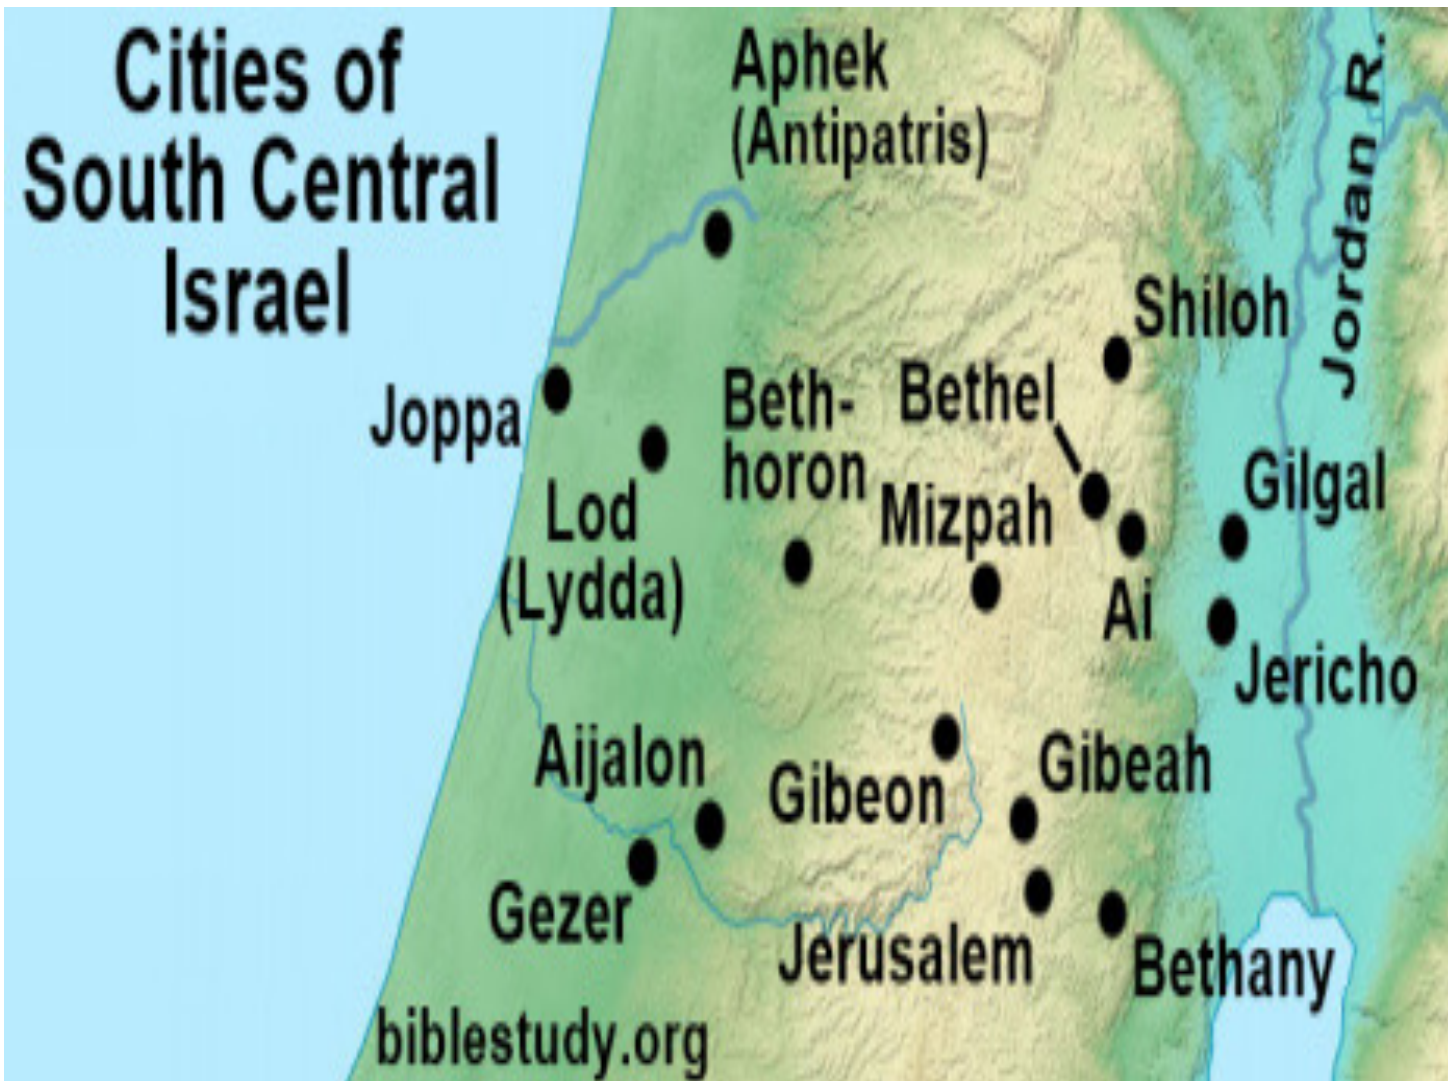 Cities of
South Central
Israel
Aphek
(Antipatris)
Jordan R.
Shiloh
Joppa
Beth-
horon
Bethel
Lod
(Lydda)
Mizpah
Gilgal
Ai
Jericho
Aijalon
Gibeon
Gibeah
Gezer
Jerusalem
Bethany
biblestudy.org